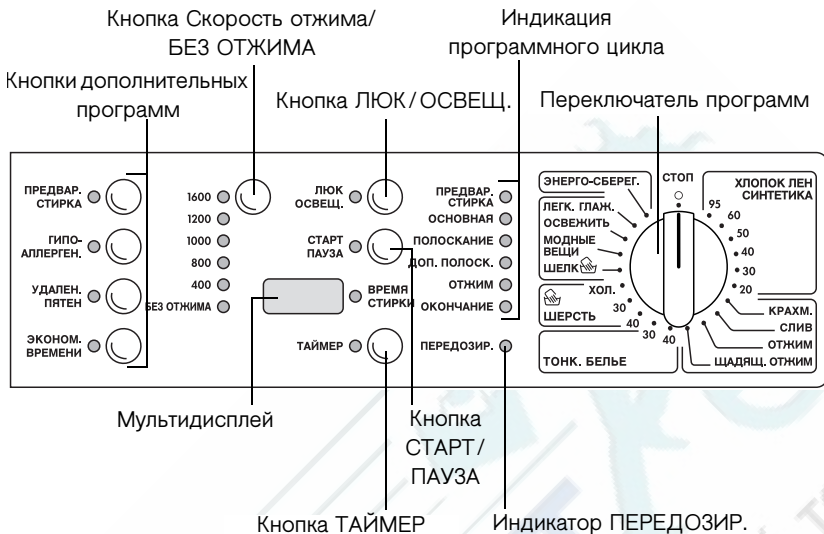 Кнопка Скорость отжима/
БЕЗ ОТЖИМА
Индикация
программного цикла
Кнопки дополнительных
программ
Кнопка ЛЮК/ОСВЕЩ.
Переключатель программ
ПРЕДВАР.
СТИРКА
ГИПО-
АЛЛЕРГЕН.
УДАЛЕН.
ПЯТЕН
ЭКОНОМ.
ВРЕМЕНИ
1600
1200
1000
800
400
БЕЗ ОТЖИМА
ЛЮК
ОСВЕЩ.
СТАРТ
ПАУЗА
ВРЕМЯ
СТИРКИ
ТАЙМЕР
ПРЕДВАР.
СТИРКА
ОСНОВНАЯ
ПОЛОСКАНИЕ
ДОП. ПОЛОСК.
ОТЖИМ
ОКОНЧАНИЕ
ПЕРЕДОЗИР.
ЭНЕРГО-СБЕРЕГ.
ЛЕГК. ГЛАЖ.
ОСВЕЖИТЬ
МОДНЫЕ
ВЕЩИ
ШЕЛК
ХОЛ.
ШЕРСТЬ
30
40
30
40
ТОНК. БЕЛЬЕ
СТОП
ХЛОПОК ЛЕН
СИНТЕТИКА
95
60
50
40
30
20
КРАХМ.
СЛИВ
ОТЖИМ
ЩАДЯЩ. ОТЖИМ
Мультидисплей
Кнопка
СТАРТ/
ПАУЗА
Кнопка ТАЙМЕР
Индикатор ПЕРЕДОЗИР.